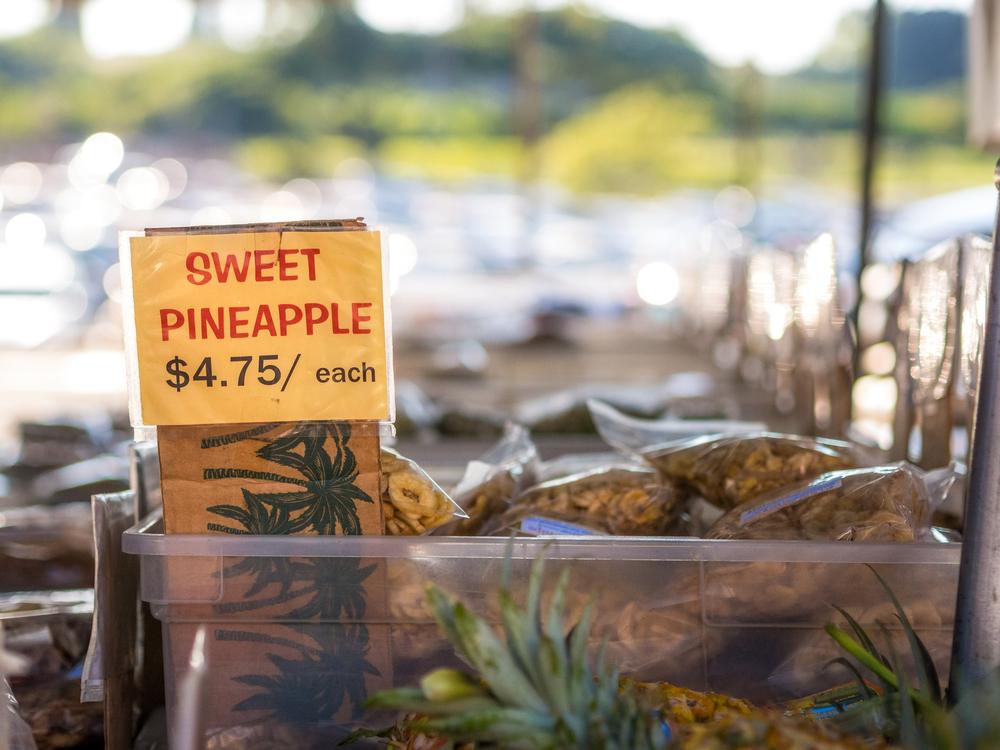 SWEET
PINEAPPLE
$4.75/ each